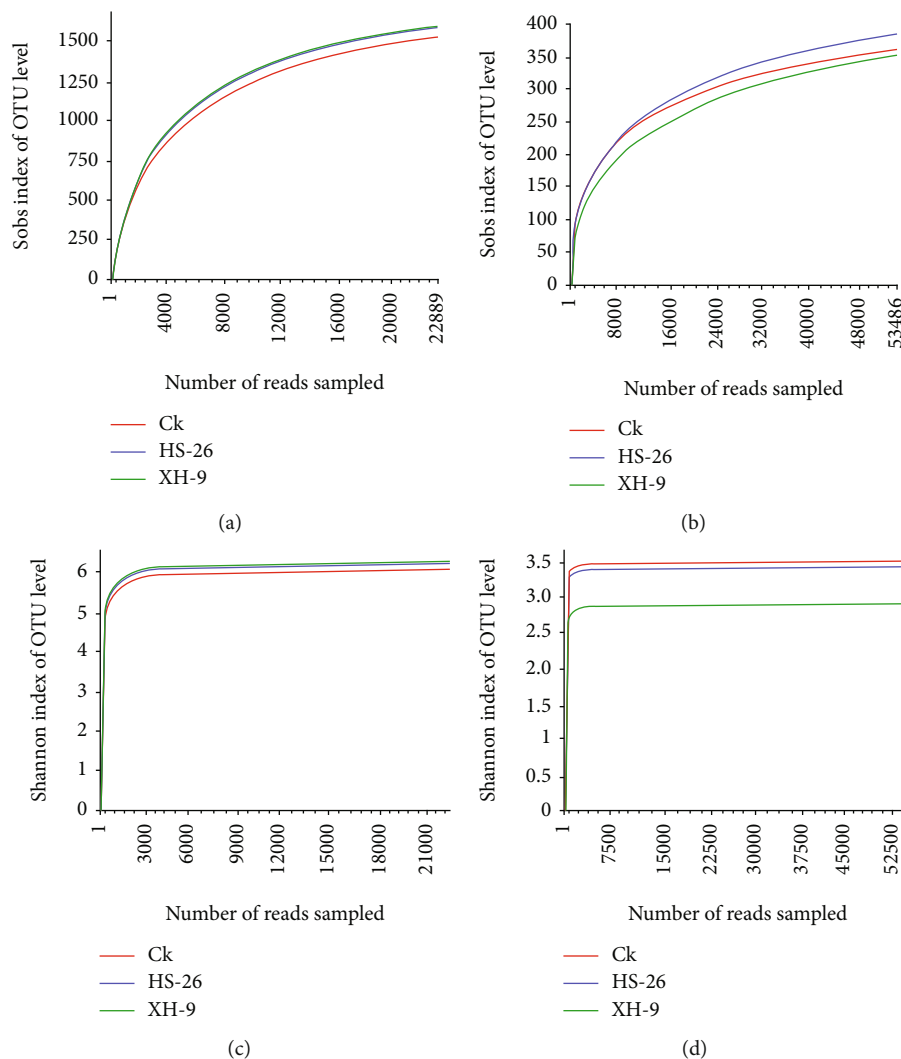 Sobs index of OTU level
1500
1250
1000
750
500
250
0
1
4000
8000
12000
16000
20000
22889
Number of reads sampled
Ck
HS-26
XH-9
(a)
Sobs index of OTU level
400
350
300
250
200
150
100
50
0
1
8000
16000
24000
32000
40000
48000
53486
Number of reads sampled
Ck
HS-26
XH-9
(b)
Shannon index of OTU level
6
5
4
3
2
1
0
1
3000
6000
9000
12000
15000
18000
21000
Number of reads sampled
Ck
HS-26
XH-9
(c)
Shannon index of OTU level
3.5
3.0
2.5
2.0
1
0.5
0
1
7500
15000
22500
30000
37500
45000
52500
Number of reads sampled
Ck
HS-26
XH-9
(d)